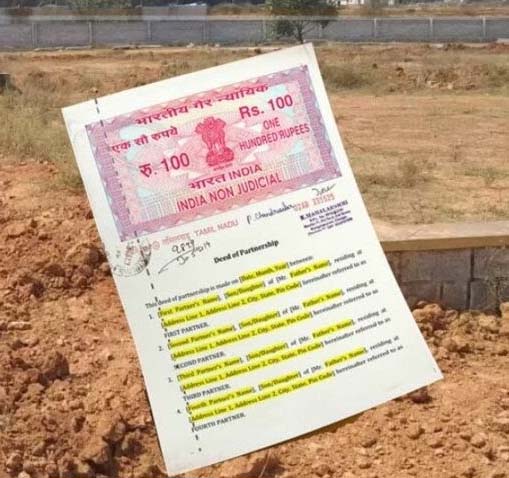 भारतीय गैर न्यायिक
एक सौ रुपये
Rs. 100
रु. 100
ONE
HUNDRED RUPEES
भारत INDIA
INDIA NON JUDICIAL
தமிழ்நாடு TAMIL NADU
Deed of Partnership
This deed of partnership is made on [Date, Month, Year] between:
1. [First Partner's Name], [Son/Daughter] of [Mr. Father's Name], residing at
[Address Line 1, Address Line 2, City, State, Pin Code] hereinafter referred to as
FIRST PARTNER.
2. [Second Partner's Name], [Son/Daughter] of [Mr. Father's Name], residing at
[Address Line 1, Address Line 2, City, State, Pin Code] hereinafter referred to as
SECOND PARTNER.
3. [Third Partner's Name], [Son/Daughter] of [Mr. Father's Name], residing at
[Address Line 1, Address Line 2, City, State, Pin Code] hereinafter referred to as
THIRD PARTNER.
4. [Fourth Partner's Name], [Son/Daughter] of [Mr. Father's Name], residing at
[Address Line 1, Address Line 2, City, State, Pin Code] hereinafter referred to as
FOURTH PARTNER.